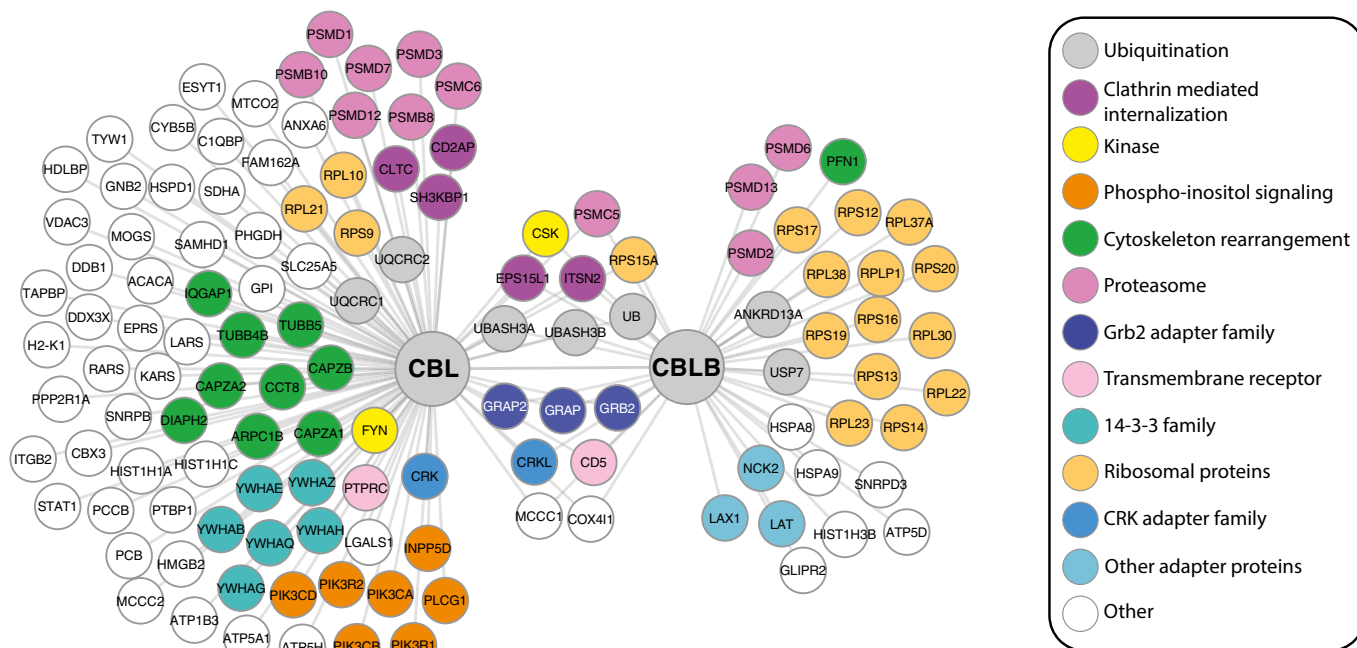 PSMD1
PSMD3
PSMB10
PSMD7
PSMC6
ESYT1
MTCO2
PSMD12
PSMB8
ANXA6
CYB5B
C1QBP
TYW1
CD2AP
CLTC
FAM162A
HDLBP
RPL10
GNB2
HSPD1
SDHA
SH3KBP1
RPL21
VDAC3
MOGS
SAMHD1
PHGDH
RPS9
UQCRC2
SLC25A5
DDB1
ACACA
IQGAP1
GPI
UQCRC1
TAPBP
DDX3X
EPRS
LARS
TUBB4B
TUBB5
H2-K1
RARS
KARS
CAPZA2
CCT8
CAPZB
CBL
PPP2R1A
SNRPB
DIAPH2
ARPC1B
CAPZA1
FYN
ITGB2
CBX3
HIST1H1A
HIST1H1C
YWHAE
YWHAZ
PTPRC
CRK
STAT1
PCCB
PTBP1
YWHAB
YWHAQ
YWHAH
LGALS1
INPP5D
PCB
HMGB2
YWHAG
PIK3CD
PIK3R2
PIK3CA
PLCG1
MCCC2
ATP1B3
ATP5A1
ATP5H
PIK3CB
PIK3R1
PSMC5
CSK
RPS15A
EPS15L1
ITSN2
UBASH3A
UBASH3B
UB
GRAP2
GRAP
GRB2
CRKL
CD5
MCCC1
COX4I1
CBLB
PSMD6
PFN1
PSMD13
RPS17
RPS12
RPL37A
PSMD2
RPL38
RPLP1
RPS20
ANKRD13A
RPS19
RPS16
RPL30
USP7
RPS13
RPL22
HSPA8
RPL23
RPS14
NCK2
HSPA9
SNRPD3
LAX1
LAT
HIST1H3B
ATP5D
GLIPR2
Ubiquitination
Clathrin mediated
internalization
Kinase
Phospho-inositol signaling
Cytoskeleton rearrangement
Proteasome
Grb2 adapter family
Transmembrane receptor
14-3-3 family
Ribosomal proteins
CRK adapter family
Other adapter proteins
Other